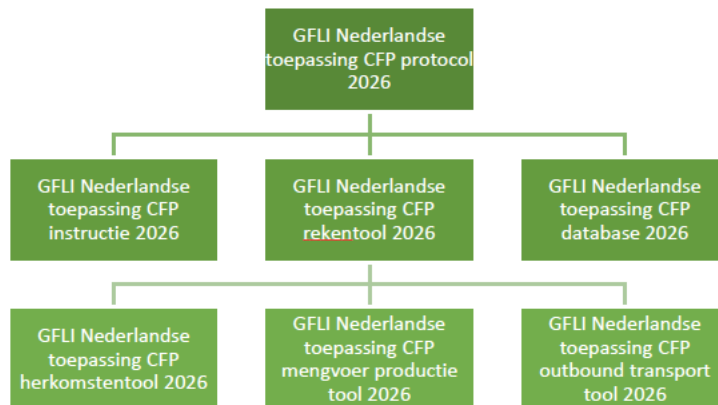 GFLI Nederlandse
toepassing CFP protocol
2026
GFLI Nederlandse
toepassing CFP
instructie 2026
GFLI Nederlandse
toepassing CFP
rekentool 2026
GFLI Nederlandse
toepassing CFP
database 2026
GFLI Nederlandse
toepassing CFP
herkomstentool 2026
GFLI Nederlandse
toepassing CFP
mengvoer productie
tool 2026
GFLI Nederlandse
toepassing CFP
outbound transport
tool 2026